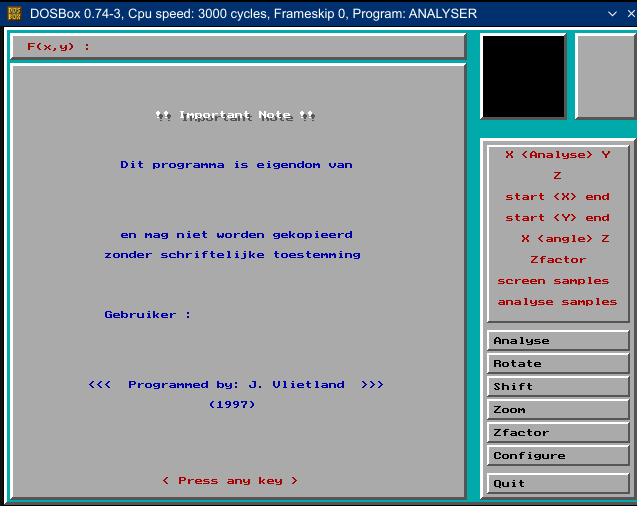 DOSBox 0.74-3, Cpu speed: 3000 cycles, Frameskip 0, Program: ANALYSER
F(x,y) :
!! Important Note !!
Dit programma is eigendom van
en mag niet worden gekopieerd
zonder schriftelijke toestemming
Gebruiker :
<<< Programmed by: J. Vlietland >>>
(1997)
< Press any key >
X <Analyse> Y
Z
start <X> end
start <Y> end
X <angle> Z
Zfactor
screen samples
analyse samples
Analyse
Rotate
Shift
Zoom
Zfactor
Configure
Quit